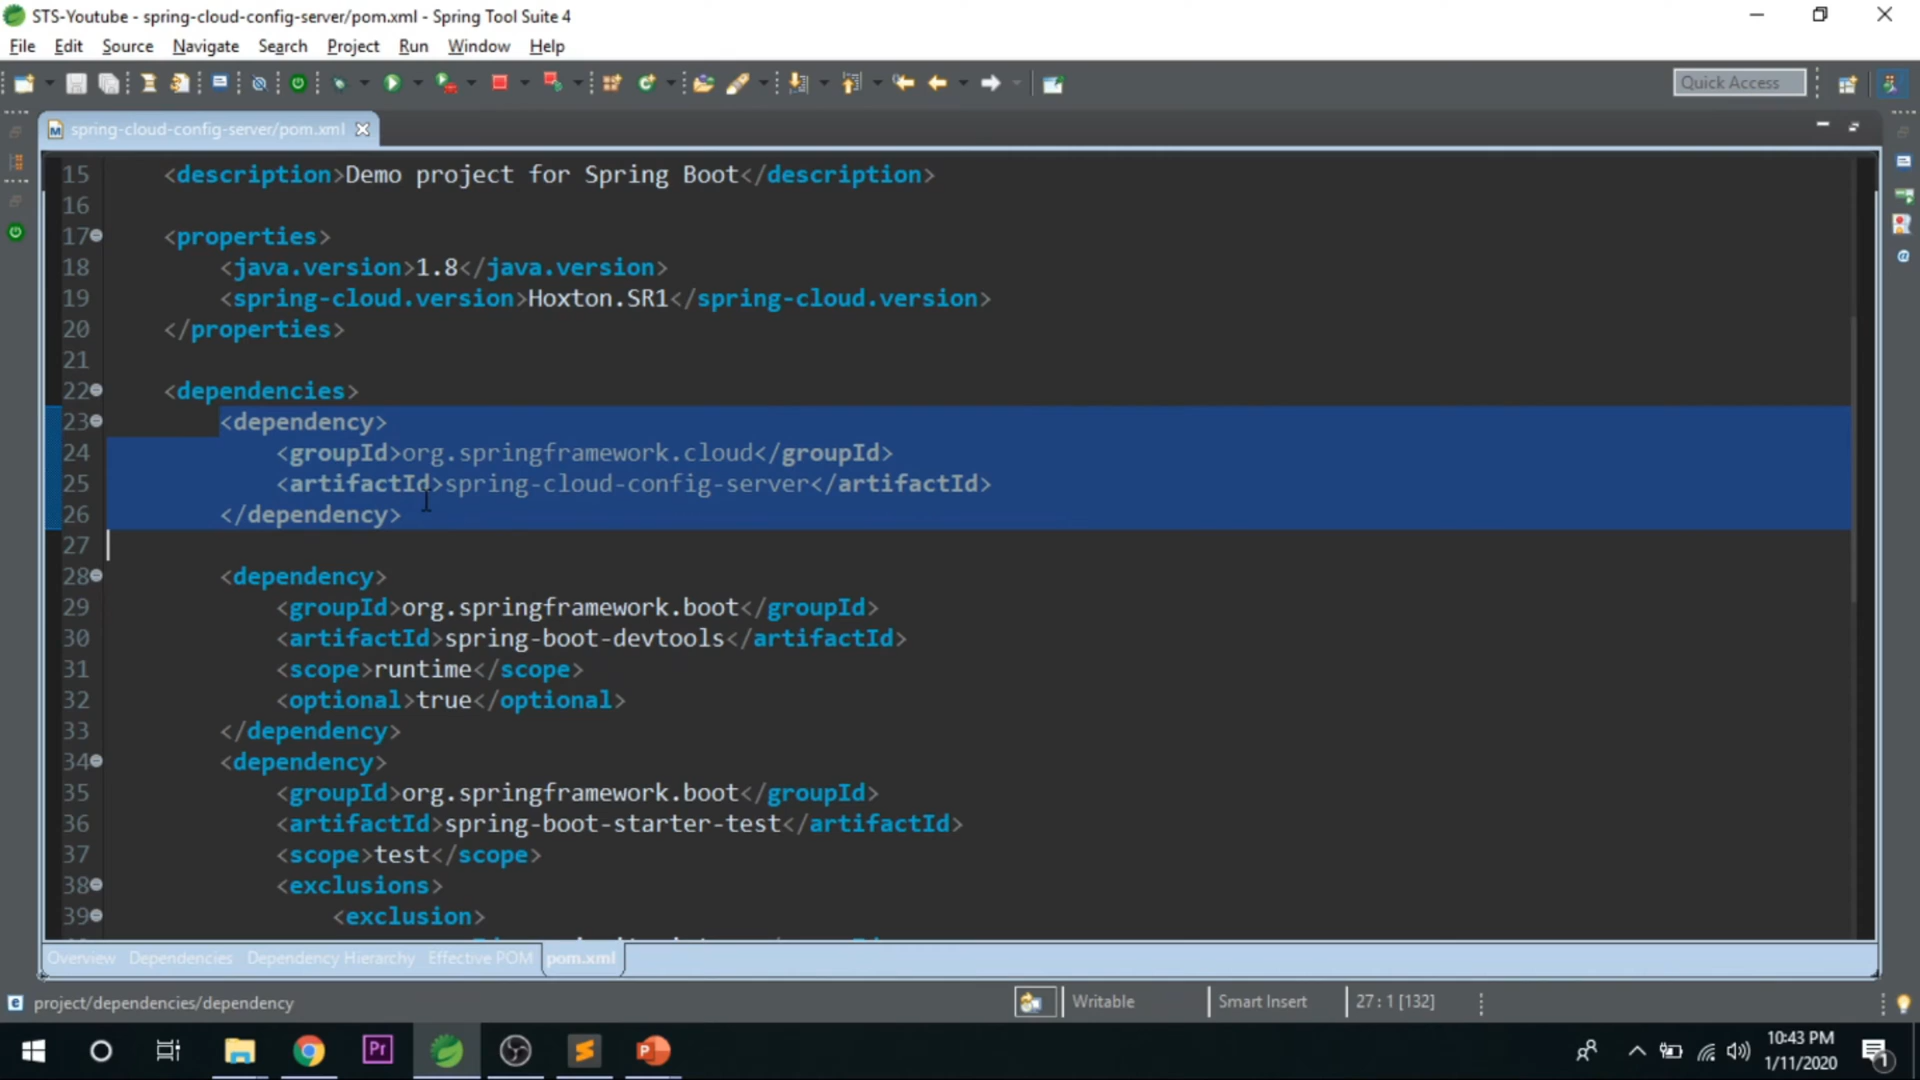 STS-Youtube - spring-cloud-config-server/pom.xml - Spring Tool Suite 4
File Edit Source Navigate Search Project Run Window Help
Quick Access
spring-cloud-config-server/pom.xml
15 <description>Demo project for Spring Boot</description>
16
17 <properties>
18 <java.version>1.8</java.version>
19 <spring-cloud.version>Hoxton.SR1</spring-cloud.version>
20 </properties>
21
22 <dependencies>
23 <dependency>
24 <groupId>org.springframework.cloud</groupId>
25 <artifactId>spring-cloud-config-server</artifactId>
26 </dependency>
27
28 <dependency>
29 <groupId>org.springframework.boot</groupId>
30 <artifactId>spring-boot-devtools</artifactId>
31 <scope>runtime</scope>
32 <optional>true</optional>
33 </dependency>
34 <dependency>
35 <groupId>org.springframework.boot</groupId>
36 <artifactId>spring-boot-starter-test</artifactId>
37 <scope>test</scope>
38 <exclusions>
39 <exclusion>
Overview Dependencies Dependency Hierarchy Effective POM pom.xml
project/dependencies/dependency Writable Smart Insert 27 : 1 [132]
10:43 PM
1/11/2020